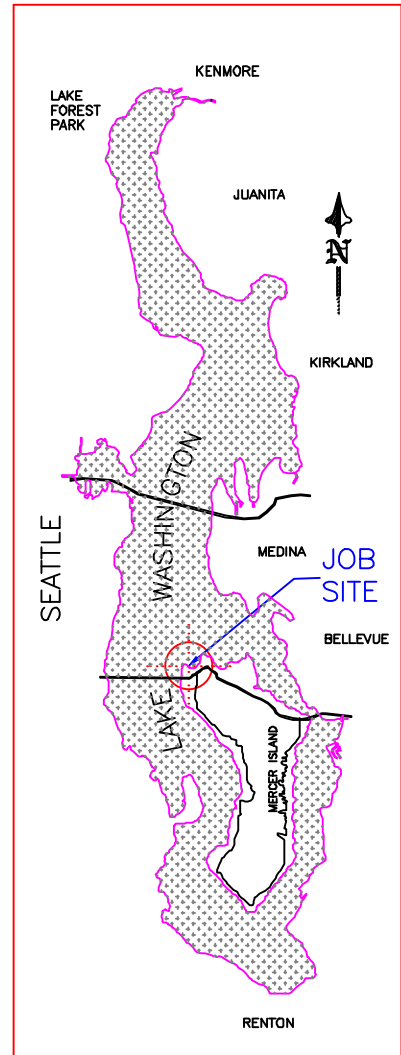 KENMORE
LAKE
FOREST
PARK
JUANITA
N
KIRKLAND
WASHINGTON
SEATTLE
MEDINA
JOB
SITE
BELLEVUE
LAKE
MERCER ISLAND
RENTON